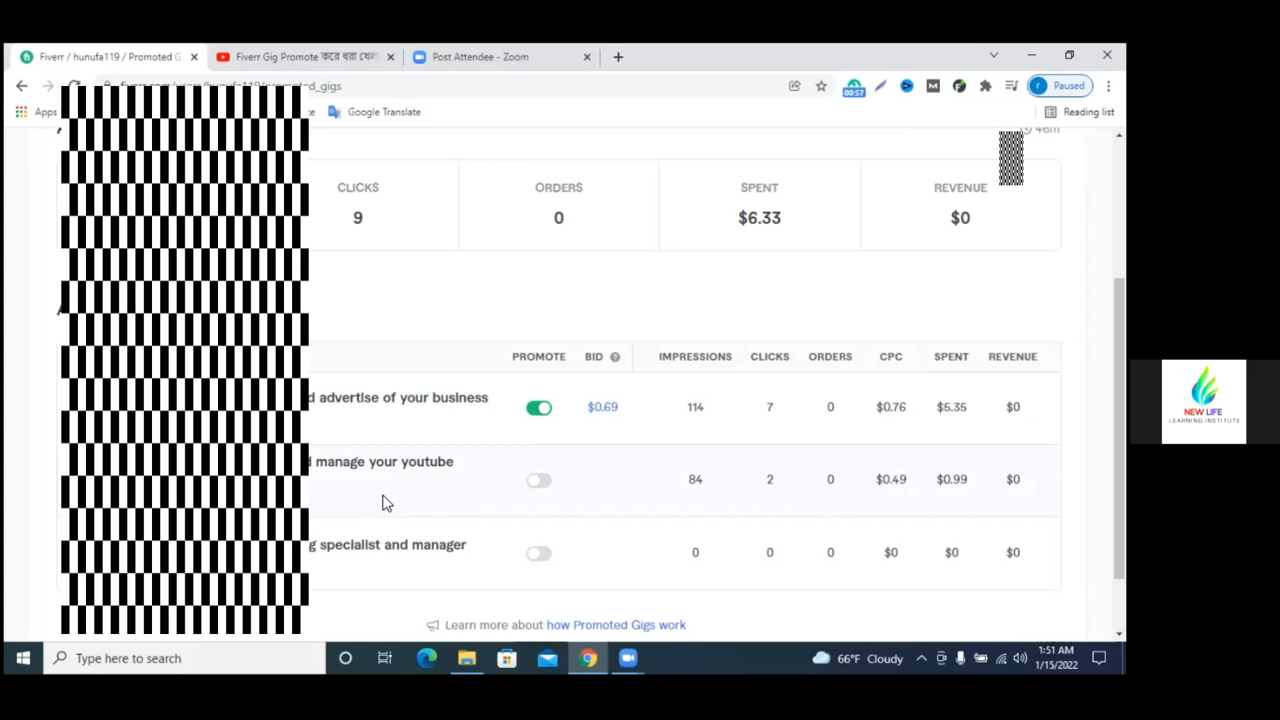 Fiverr / hunufa119 / Promoted G
Fiverr Gig Promote করে ধরা খেল
Post Attendee - Zoom
promoted_gigs
00:57
Paused
Apps
Google Translate
Reading list
46m
CLICKS
ORDERS
SPENT
REVENUE
9
0
$6.33
$0
PROMOTE
BID
IMPRESSIONS
CLICKS
ORDERS
CPC
SPENT
REVENUE
d advertise of your business
$0.69
114
7
0
$0.76
$5.35
$0
manage your youtube
84
2
0
$0.49
$0.99
$0
g specialist and manager
0
0
0
$0
$0
$0
Learn more about how Promoted Gigs work
NEW LIFE
LEARNING INSTITUTE
Type here to search
66°F Cloudy
1:51 AM
1/15/2022